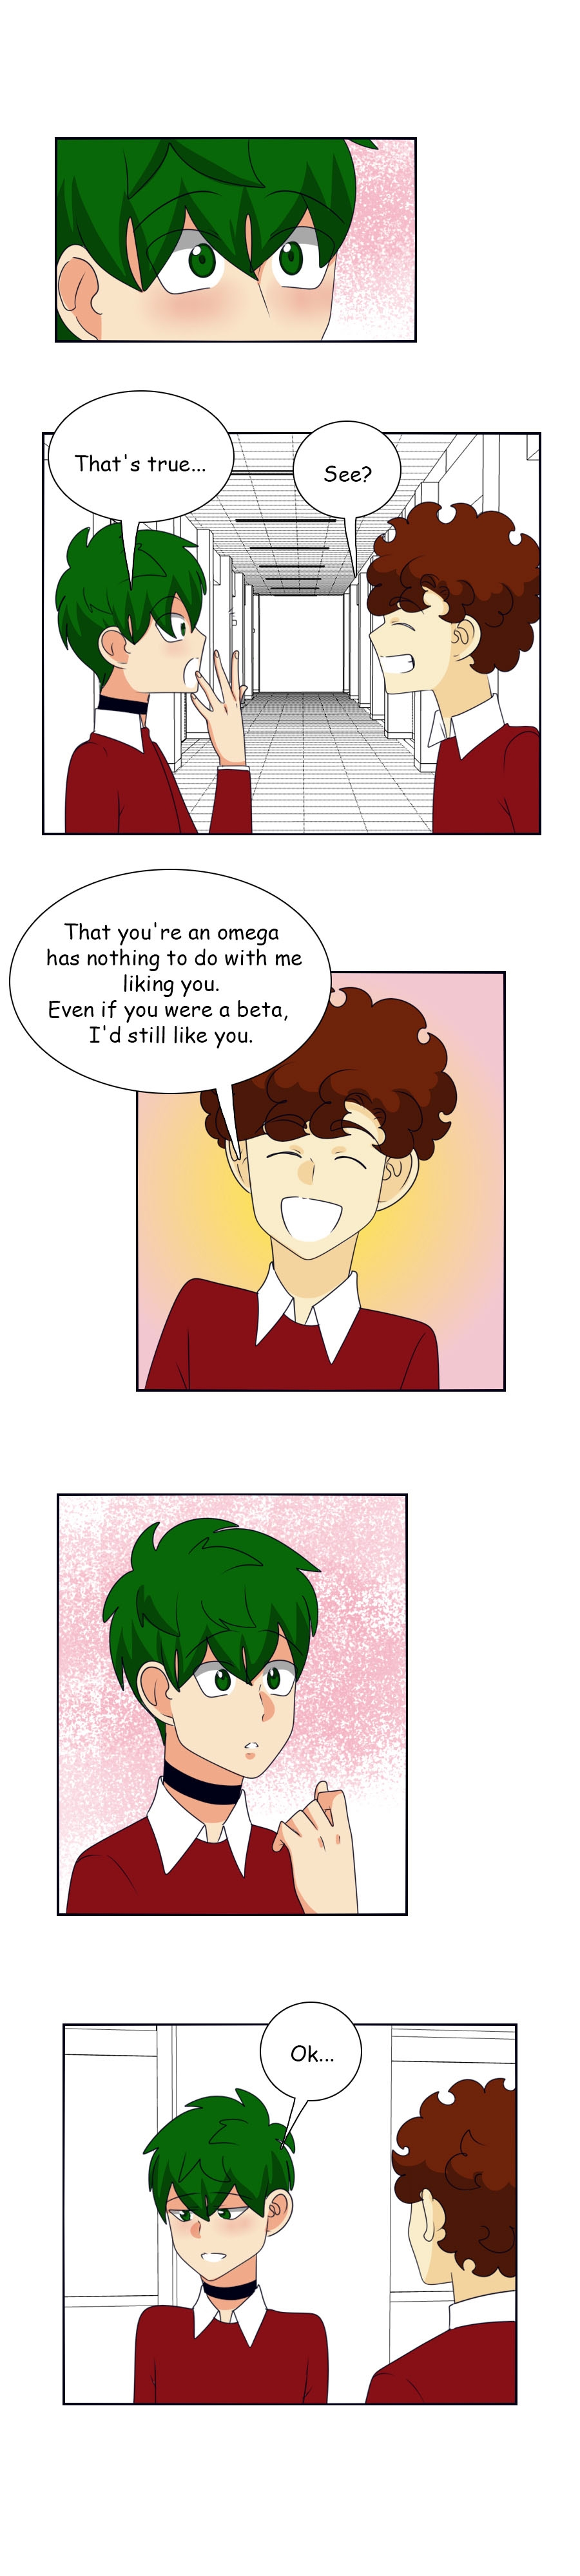 That's true...
See?
That you're an omega
has nothing to do with me
liking you.
Even if you were a beta,
I'd still like you.
Ok...